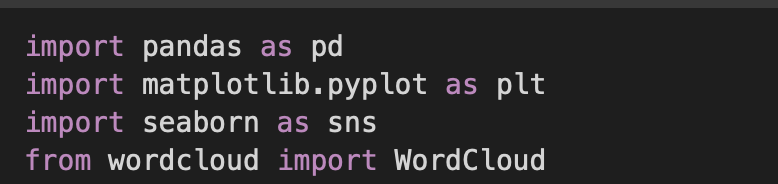 import pandas as pd
import matplotlib.pyplot as plt
import seaborn as sns
from wordcloud import WordCloud